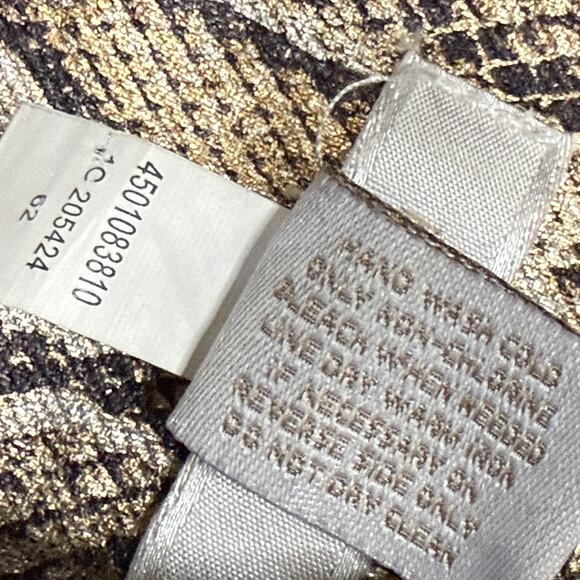 4501083810
1C 205424
62
HAND WASH COLD
ONLY NON-CHLORINE
BLEACH WHEN NEEDED
LINE DRY WARM IRON
IF NECESSARY ON
REVERSE SIDE ONLY
DO NOT DRY CLEAN